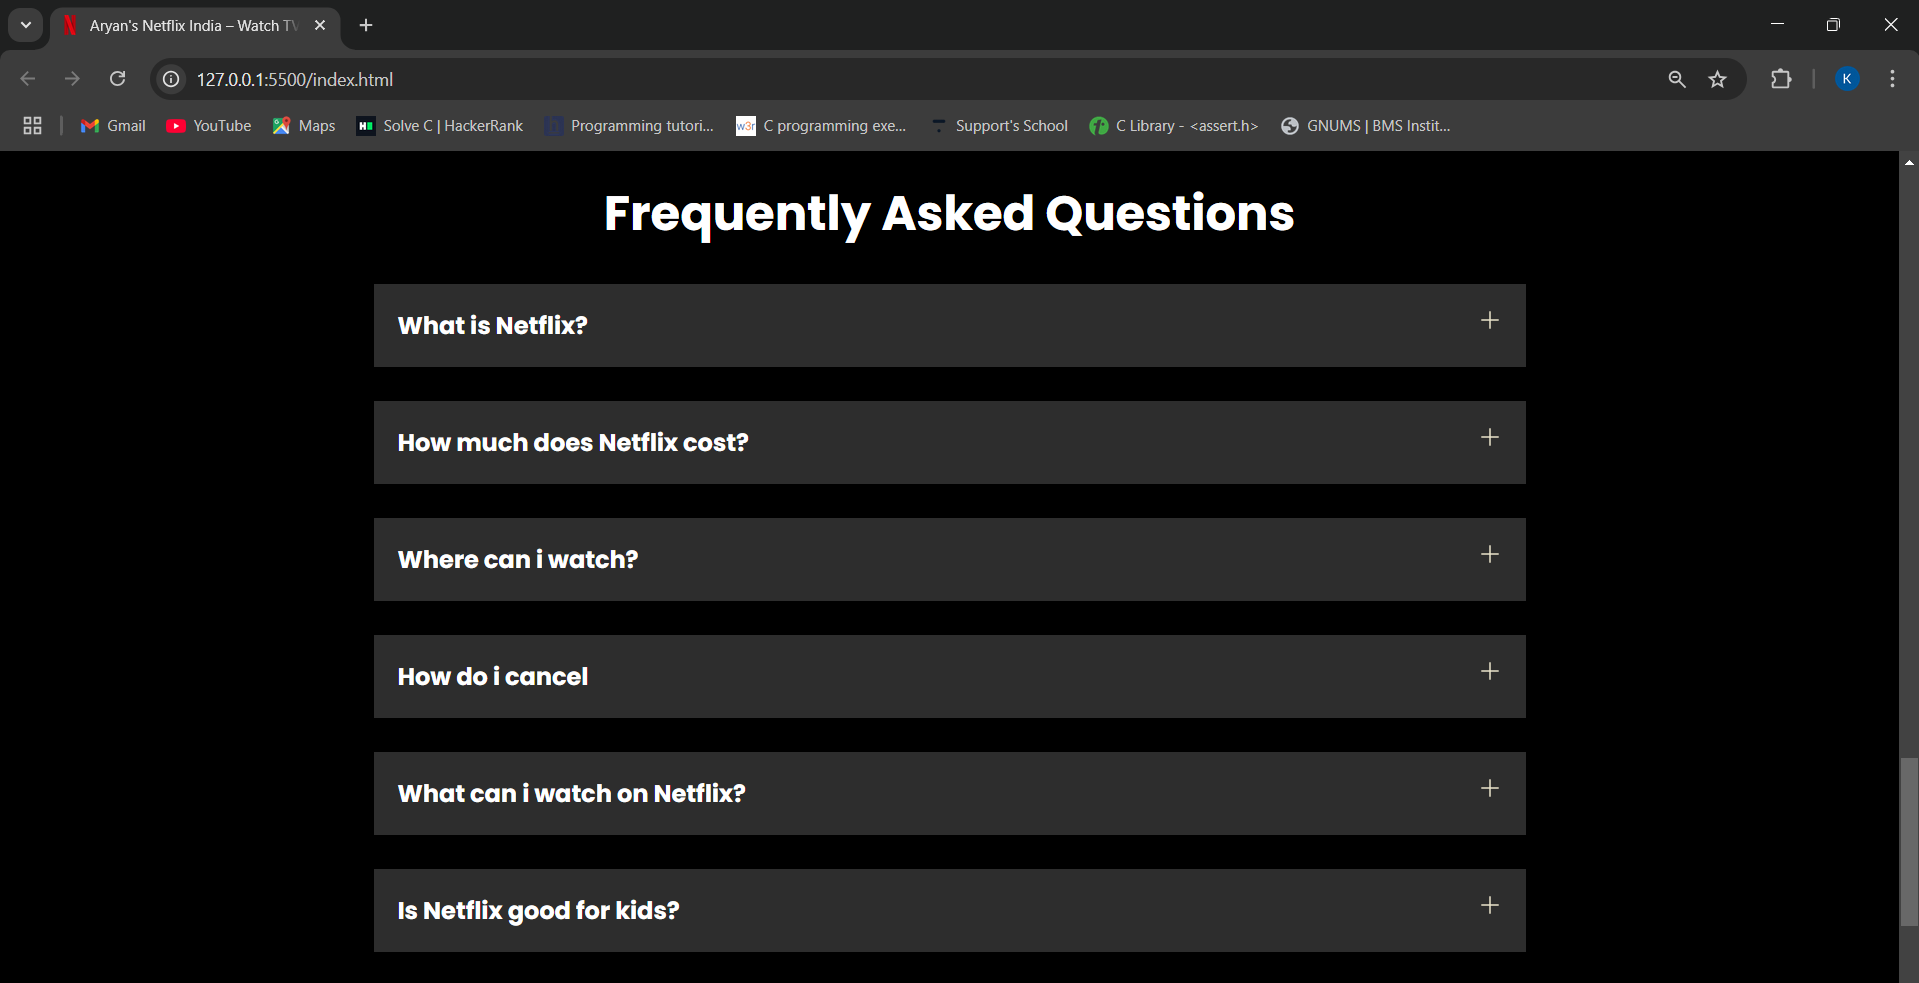 Aryan's Netflix India – Watch TV
127.0.0.1:5500/index.html
K
Gmail
YouTube
Maps
Solve C | HackerRank
Programming tutori...
w3r
C programming exe...
Support's School
C Library - <assert.h>
GNUMS | BMS Instit...
Frequently Asked Questions
What is Netflix?
How much does Netflix cost?
Where can i watch?
How do i cancel
What can i watch on Netflix?
Is Netflix good for kids?